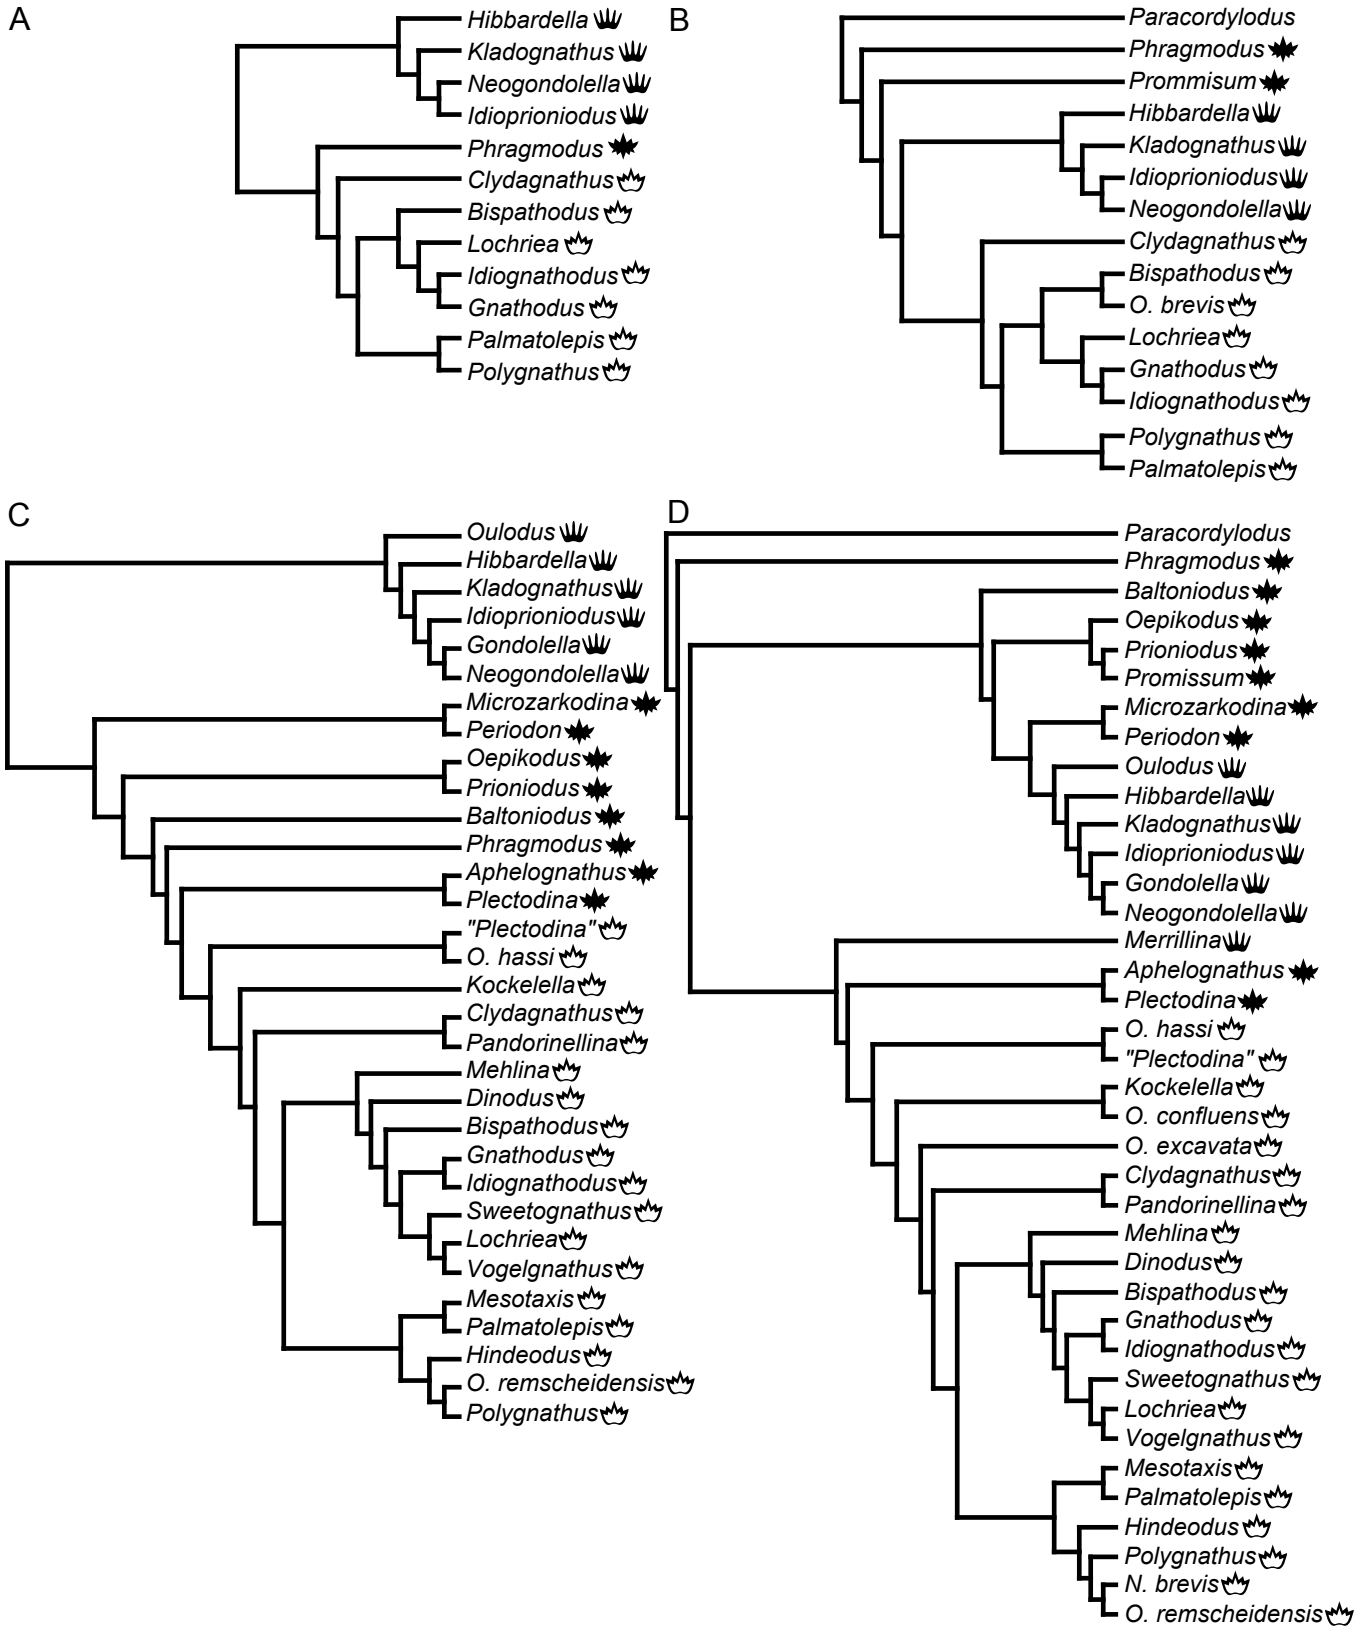 A
Hibbardella
Kladognathus
Neogondolella
Idioprioniodus
Phragmodus
Clydagnathus
Bispathodus
Lochriea
Idiognathodus
Gnathodus
Palmatolepis
Polygnathus
B
Paracordylodus
Phragmodus
Prommisum
Hibbardella
Kladognathus
Idioprioniodus
Neogondolella
Clydagnathus
Bispathodus
O. brevis
Lochriea
Gnathodus
Idiognathodus
Polygnathus
Palmatolepis
C
Oulodus
Hibbardella
Kladognathus
Idioprioniodus
Gondolella
Neogondolella
Microzarkodina
Periodon
Oepikodus
Prioniodus
Baltoniodus
Phragmodus
Aphelognathus
Plectodina
"Plectodina"
O. hassi
Kockelella
Clydagnathus
Pandorinellina
Mehlina
Dinodus
Bispathodus
Gnathodus
Idiognathodus
Sweetognathus
Lochriea
Vogelgnathus
Mesotaxis
Palmatolepis
Hindeodus
O. remscheidensis
Polygnathus
D
Paracordylodus
Phragmodus
Baltoniodus
Oepikodus
Prioniodus
Promissum
Microzarkodina
Periodon
Oulodus
Hibbardella
Kladognathus
Idioprioniodus
Gondolella
Neogondolella
Merrillina
Aphelognathus
Plectodina
O. hassi
"Plectodina"
Kockelella
O. confluens
O. excavata
Clydagnathus
Pandorinellina
Mehlina
Dinodus
Bispathodus
Gnathodus
Idiognathodus
Sweetognathus
Lochriea
Vogelgnathus
Mesotaxis
Palmatolepis
Hindeodus
Polygnathus
N. brevis
O. remscheidensis